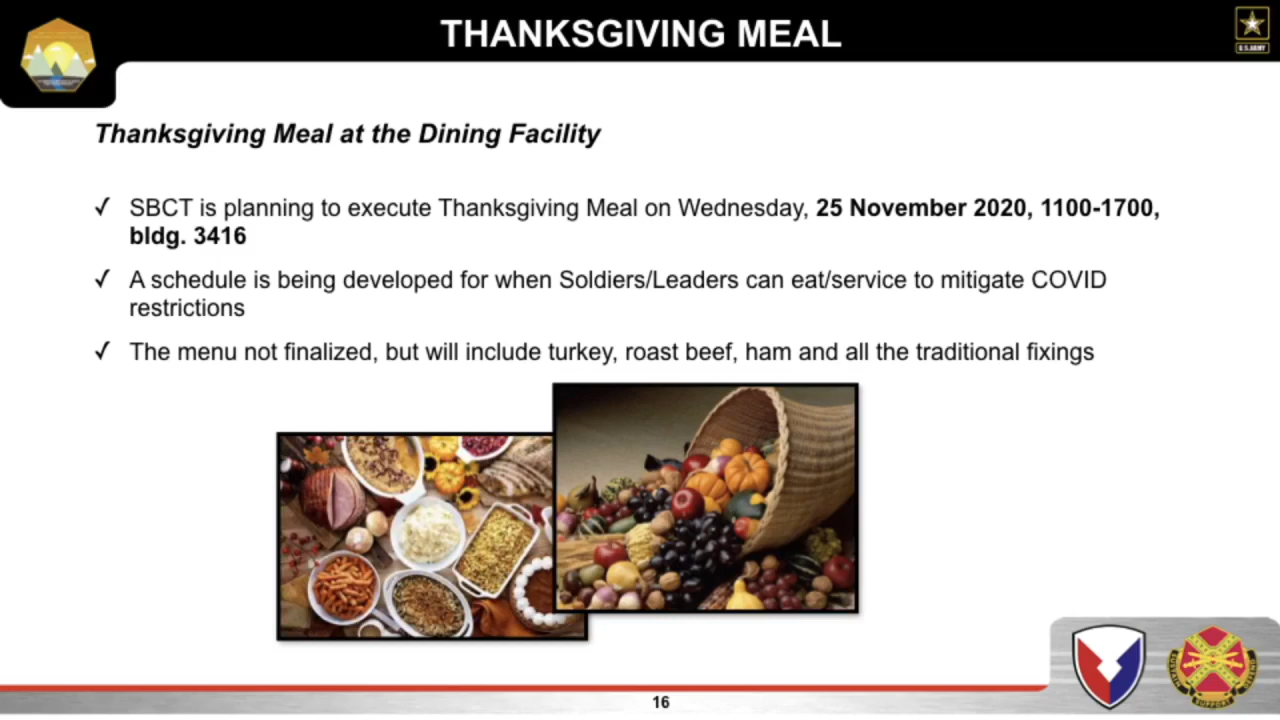 THANKSGIVING MEAL
U.S.ARMY
Thanksgiving Meal at the Dining Facility
✓ SBCT is planning to execute Thanksgiving Meal on Wednesday, 25 November 2020, 1100-1700,
bldg. 3416
✓ A schedule is being developed for when Soldiers/Leaders can eat/service to mitigate COVID
restrictions
✓ The menu not finalized, but will include turkey, roast beef, ham and all the traditional fixings
SUPPORT
16